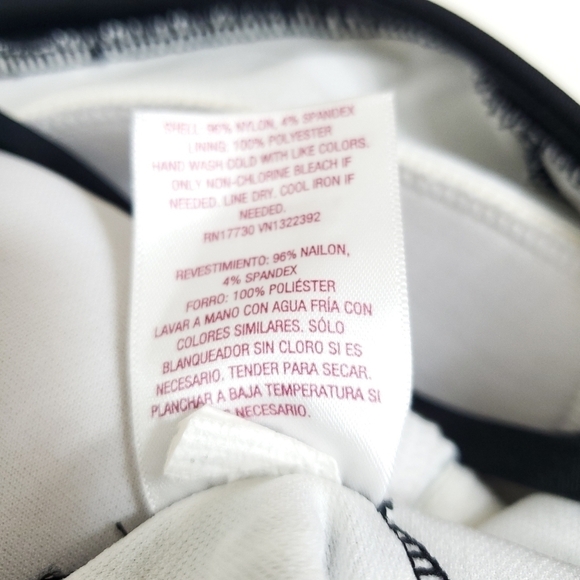 SHELL: 96% NYLON, 4% SPANDEX
LINING: 100% POLYESTER
HAND WASH COLD WITH LIKE COLORS.
ONLY NON-CHLORINE BLEACH IF
NEEDED. LINE DRY. COOL IRON IF
NEEDED.
RN17730 VN1322392
REVESTIMIENTO: 96% NAILON,
4% SPANDEX
FORRO: 100% POLIÉSTER
LAVAR A MANO CON AGUA FRÍA CON
COLORES SIMILARES. SÓLO
BLANQUEADOR SIN CLORO SI ES
NECESARIO. TENDER PARA SECAR.
PLANCHAR A BAJA TEMPERATURA SI
NECESARIO.